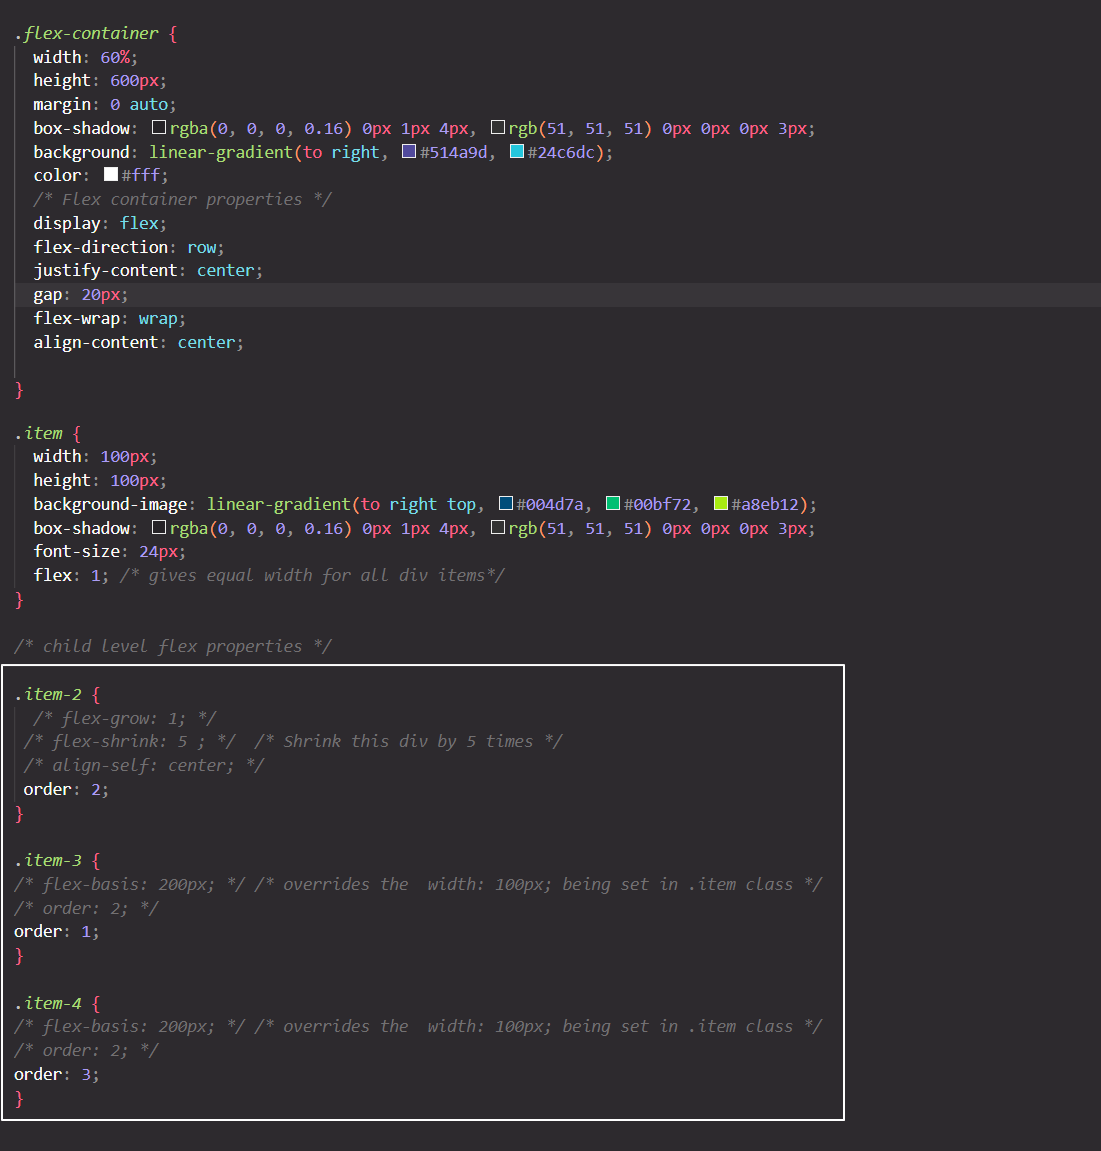 .flex-container {
width: 60%;
height: 600px;
margin: 0 auto;
box-shadow: rgba(0, 0, 0, 0.16) 0px 1px 4px, rgb(51, 51, 51) 0px 0px 0px 3px;
background: linear-gradient(to right, #514a9d, #24c6dc);
color: #fff;
/* Flex container properties */
display: flex;
flex-direction: row;
justify-content: center;
gap: 20px;
flex-wrap: wrap;
align-content: center;
}
.item {
width: 100px;
height: 100px;
background-image: linear-gradient(to right top, #004d7a, #00bf72, #a8eb12);
box-shadow: rgba(0, 0, 0, 0.16) 0px 1px 4px, rgb(51, 51, 51) 0px 0px 0px 3px;
font-size: 24px;
flex: 1; /* gives equal width for all div items*/
}
/* child level flex properties */
.item-2 {
/* flex-grow: 1; */
/* flex-shrink: 5 ; */  /* Shrink this div by 5 times */
/* align-self: center; */
order: 2;
}
.item-3 {
/* flex-basis: 200px; */ /* overrides the  width: 100px; being set in .item class */
/* order: 2; */
order: 1;
}
.item-4 {
/* flex-basis: 200px; */ /* overrides the  width: 100px; being set in .item class */
/* order: 2; */
order: 3;
}